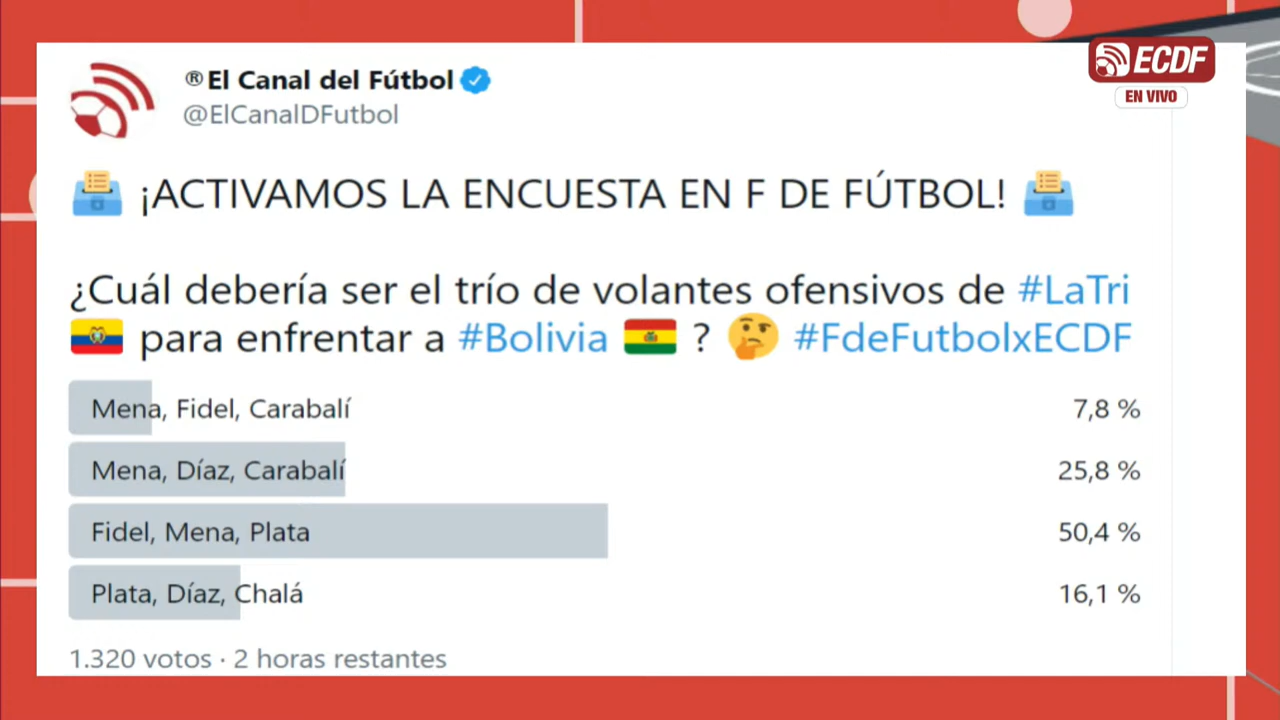 ®El Canal del Fútbol
@ElCanalDFutbol
ECDF
EN VIVO
¡ACTIVAMOS LA ENCUESTA EN F DE FÚTBOL!
¿Cuál debería ser el trío de volantes ofensivos de #LaTri
para enfrentar a #Bolivia ? #FdeFutbolxECDF
Mena, Fidel, Carabalí 7,8 %
Mena, Díaz, Carabalí 25,8 %
Fidel, Mena, Plata 50,4 %
Plata, Díaz, Chalá 16,1 %
1.320 votos · 2 horas restantes